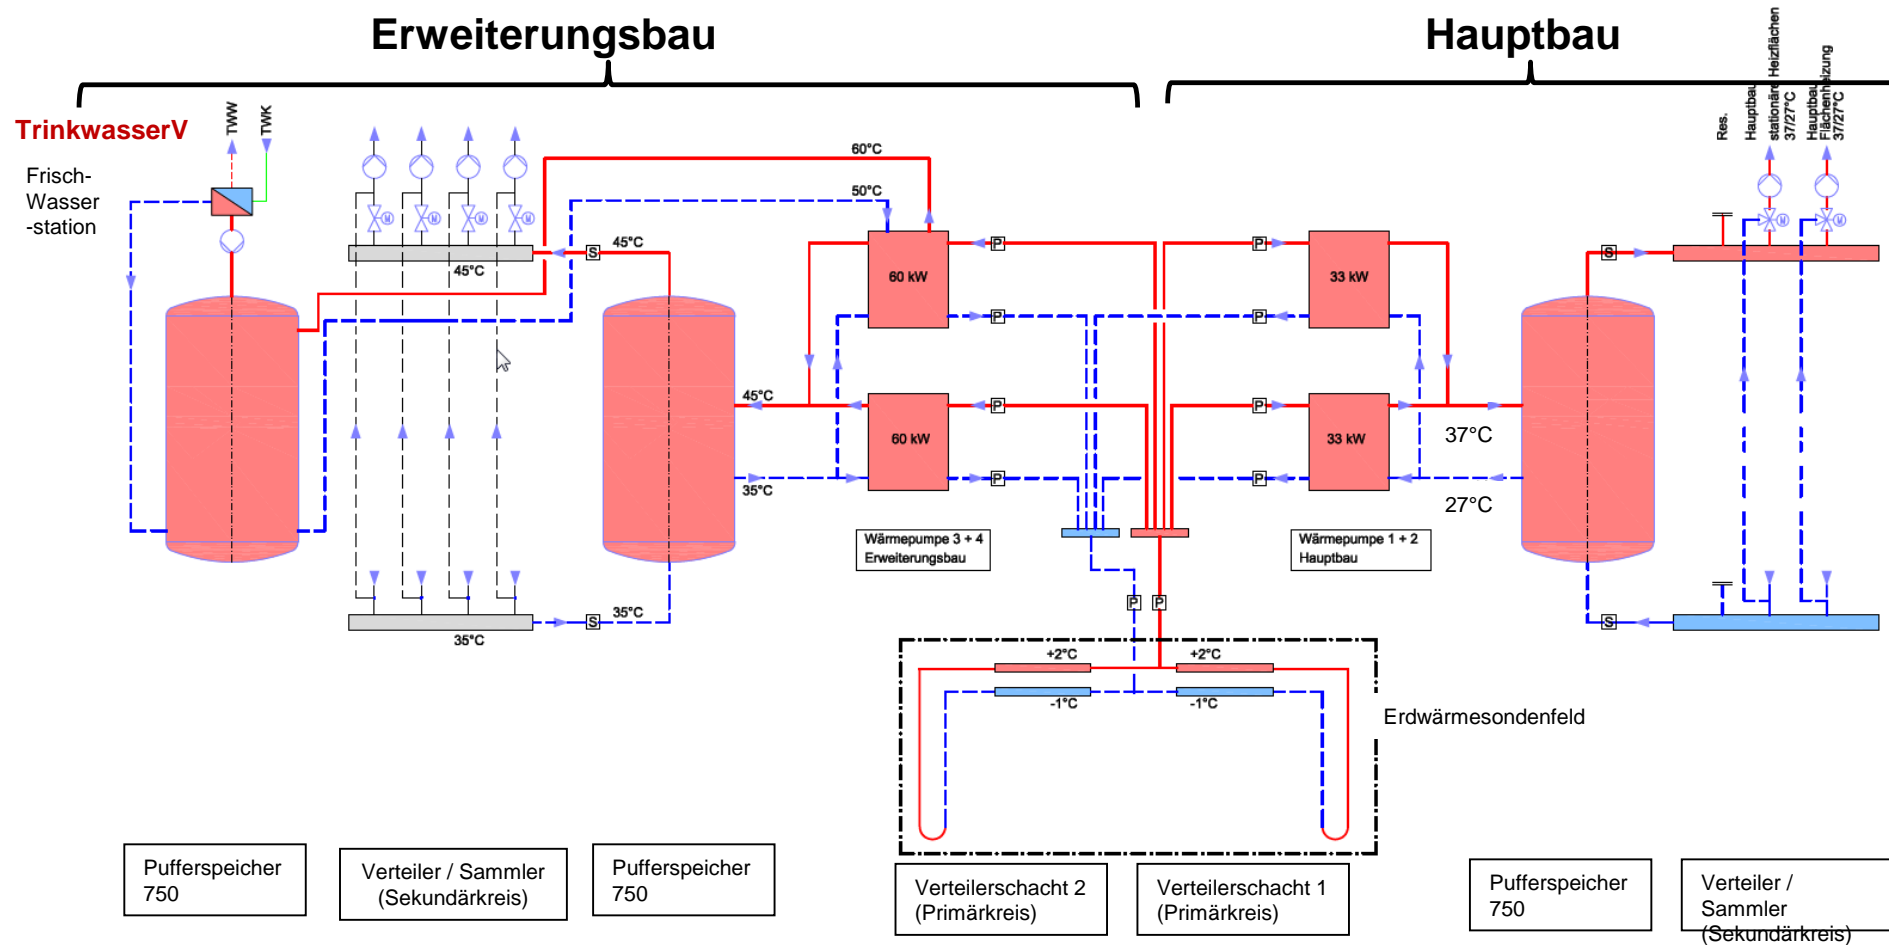 Erweiterungsbau
Hauptbau
TrinkwasserV
Frisch-
Wasser
-station
TWW
TWK
60°C
50°C
45°C
45°C
S
P
P
60 kW
33 kW
P
P
45°C
35°C
60 kW
P
P
33 kW
P
P
37°C
27°C
Res.
Hauptbau
stationäre Heizflächen
37/27°C
Hauptbau
Flächenheizung
37/27°C
M
M
M
M
M
M
S
S
35°C
35°C
S
Wärmepumpe 3 + 4
Erweiterungsbau
Wärmepumpe 1 + 2
Hauptbau
P
P
+2°C
+2°C
-1°C
-1°C
Erdwärmesondenfeld
Pufferspeicher
750
Verteiler / Sammler
(Sekundärkreis)
Pufferspeicher
750
Verteilerschacht 2
(Primärkreis)
Verteilerschacht 1
(Primärkreis)
Pufferspeicher
750
Verteiler /
Sammler
(Sekundärkreis)